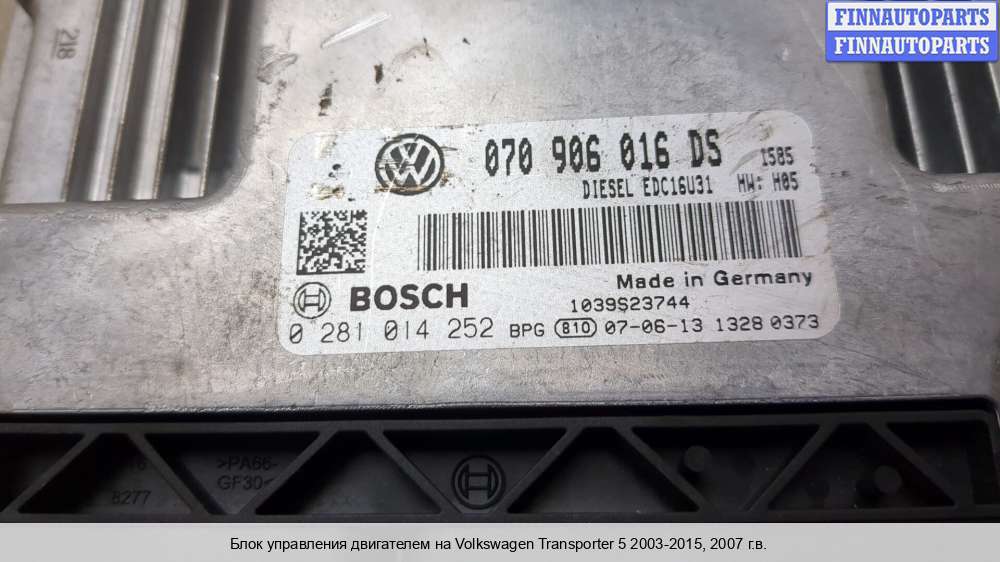 FINNAUTOPARTS
FINNAUTOPARTS
218
070 906 016 DS 1585
DIESEL EDC16U31 HW: H05
Made in Germany
BOSCH 1039S23744
0 281 014 252 BPG 810 07-06-13 1328 0373
>PA66-
GF30<
8277
Блок управления двигателем на Volkswagen Transporter 5 2003-2015, 2007 г.в.